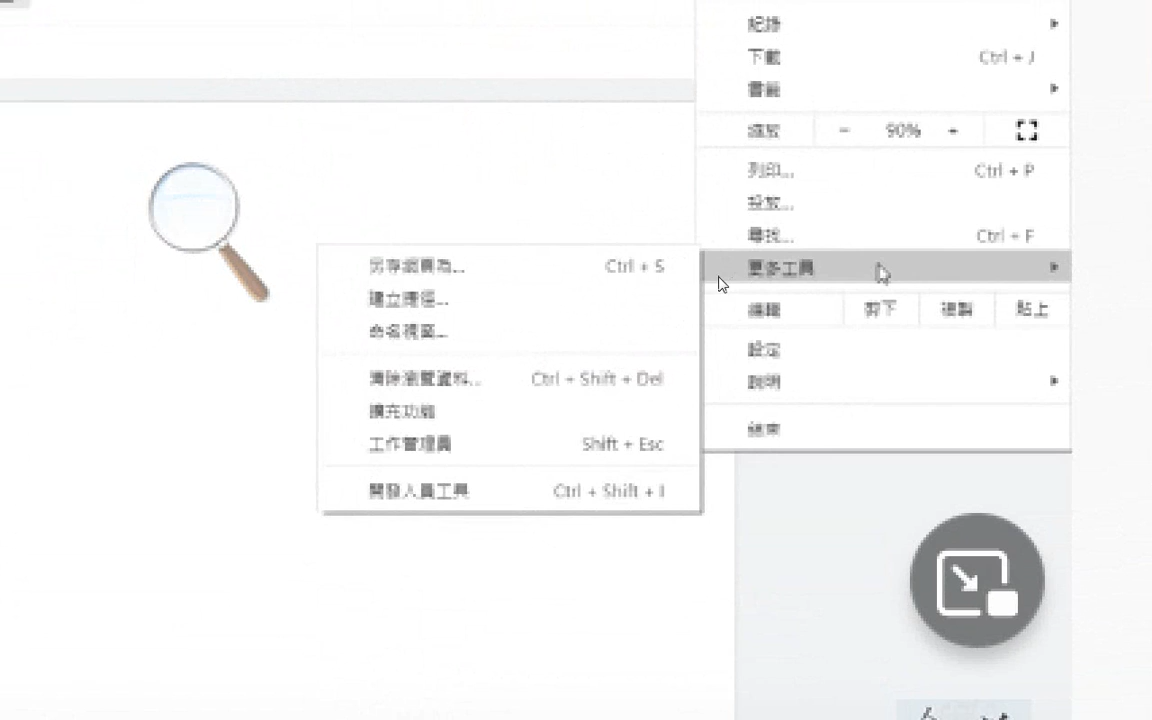 紀錄
下載 Ctrl + J
書籤
縮放 − 90% +
列印... Ctrl + P
投放...
尋找... Ctrl + F
更多工具
編輯 剪下 複製 貼上
設定
說明
結束
另存網頁為... Ctrl + S
建立捷徑...
命名視窗...
清除瀏覽資料... Ctrl + Shift + Del
擴充功能
工作管理員 Shift + Esc
開發人員工具 Ctrl + Shift + I